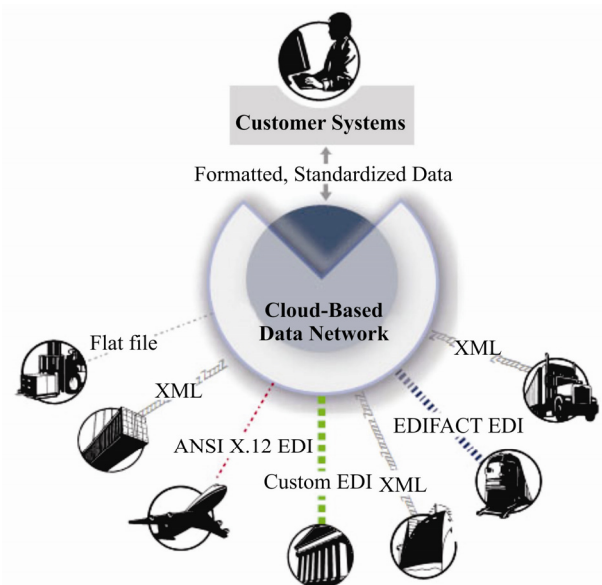 Customer Systems
Formatted, Standardized Data
Cloud-Based
Data Network
Flat file
XML
XML
ANSI X.12 EDI
EDIFACT EDI
Custom EDI
XML